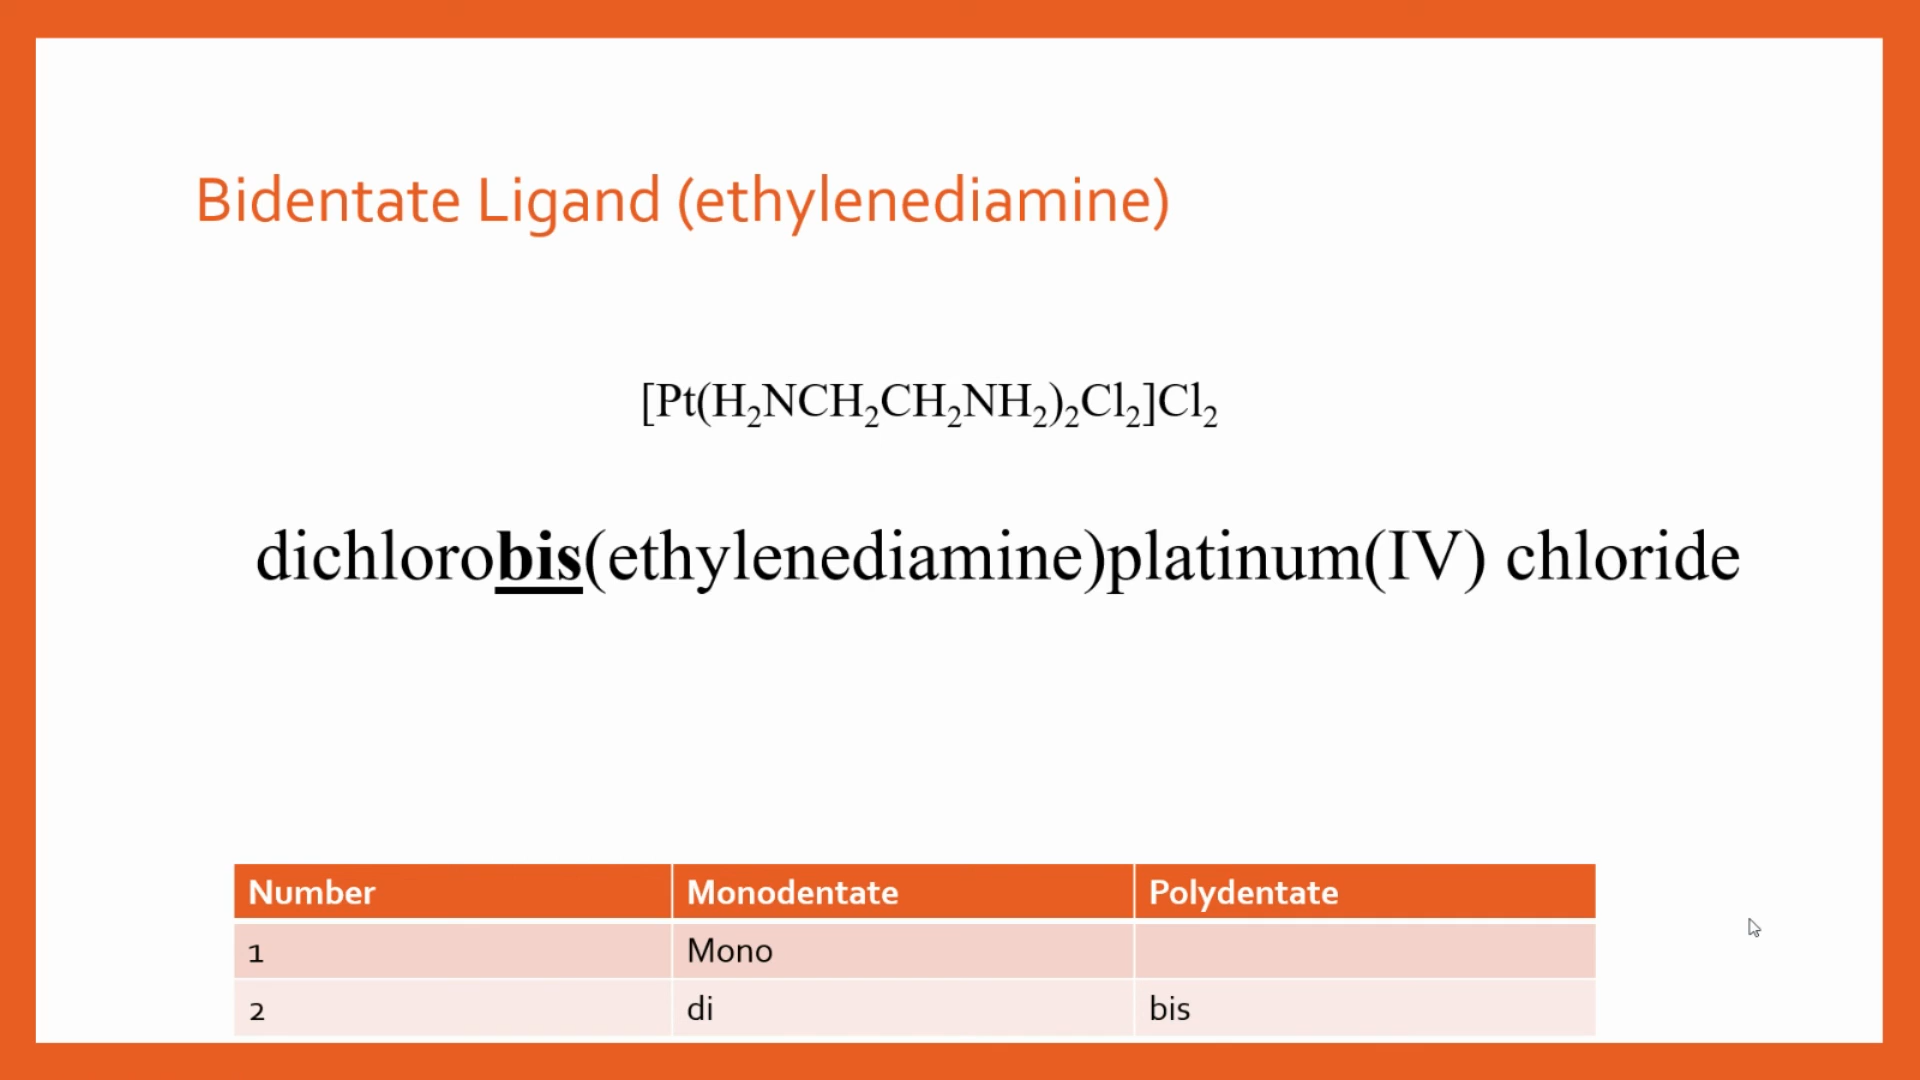 Bidentate Ligand (ethylenediamine)
[Pt(H₂NCH₂CH₂NH₂)₂Cl₂]Cl₂
dichlorobis(ethylenediamine)platinum(IV) chloride
Number Monodentate Polydentate
1 Mono
2 di bis